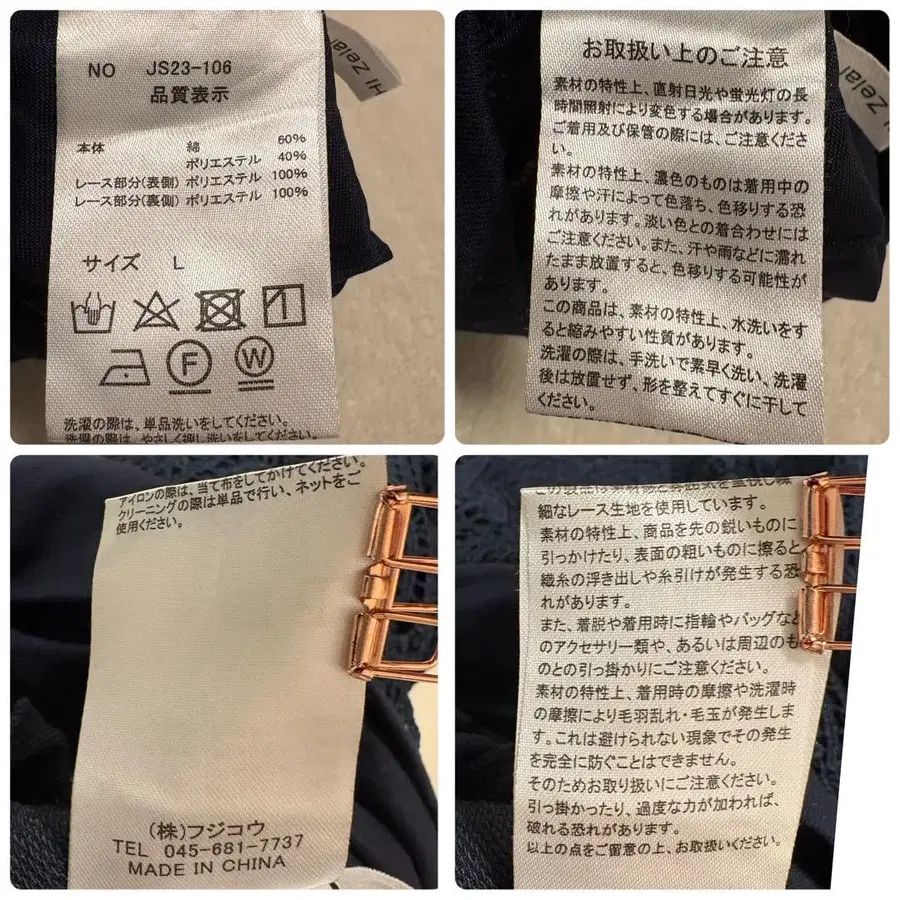 NO JS23-106
品質表示
本体 綿 60%
ポリエステル 40%
レース部分(表側) ポリエステル 100%
レース部分(裏側) ポリエステル 100%
サイズ L
F W
洗濯の際は、単品洗いをしてください。
洗濯の際は、やさしく押し洗いしてください。
HI Zelal
お取扱い上のご注意
素材の特性上、直射日光や蛍光灯の長
時間照射により変色する場合があります。
ご着用及び保管の際には、ご注意くださ
い。
素材の特性上、濃色のものは着用中の
摩擦や汗によって色落ち、色移りする恐
れがあります。淡い色との着合わせには
ご注意ください。また、汗や雨などに濡れ
たまま放置すると、色移りする可能性が
あります。
この商品は、素材の特性上、水洗いをす
ると縮みやすい性質があります。
洗濯の際は、手洗いで素早く洗い、洗濯
後は放置せず、形を整えてすぐに干して
ください。
HI Zelal
アイロンの際は、当て布をしてかけてください。
クリーニングの際は単品で行い、ネットをご
使用ください。
(株)フジコウ
TEL 045-681-7737
MADE IN CHINA
細なレース生地を使用しています。
素材の特性上、商品を先の鋭いものに
引っかけたり、表面の粗いものに擦ると
織糸の浮き出しや糸引けが発生する恐
れがあります。
また、着脱や着用時に指輪やバッグなど
のアクセサリー類や、あるいは周辺のも
のとの引っ掛かりにご注意ください。
素材の特性上、着用時の摩擦や洗濯時
の摩擦により毛羽乱れ・毛玉が発生しま
す。これは避けられない現象でその発生
を完全に防ぐことはできません。
そのためお取り扱いにご注意ください。
引っ掛かったり、過度な力が加われば、
破れる恐れがあります。
以上の点をご留意の上、お取扱いください。